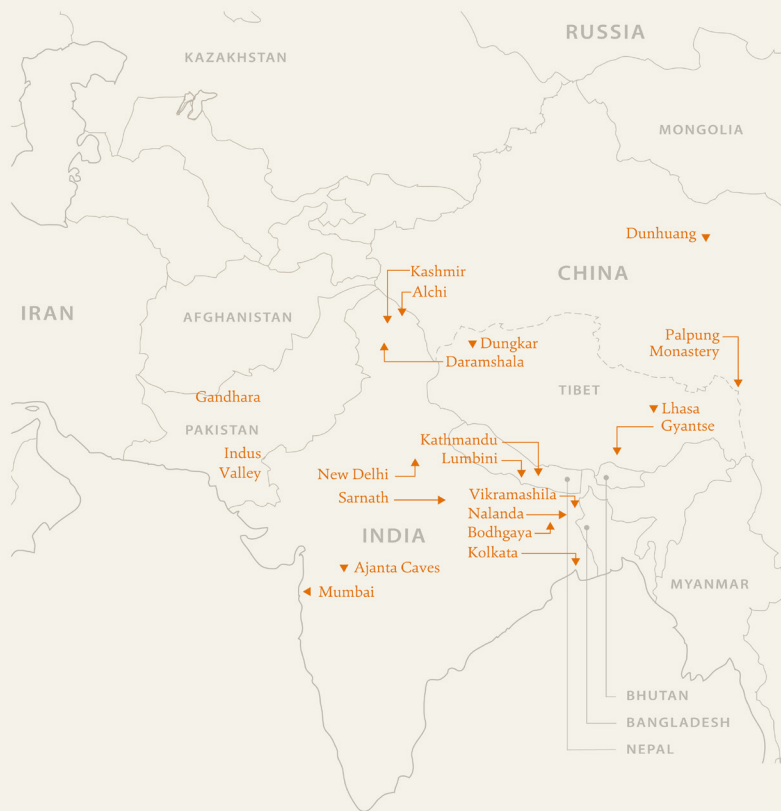 RUSSIA
KAZAKHSTAN
MONGOLIA
Dunhuang
CHINA
Kashmir
Alchi
IRAN
AFGHANISTAN
Palpung
Monastery
Dungkar
Daramshala
TIBET
Gandhara
Lhasa
Gyantse
PAKISTAN
Kathmandu
Lumbini
Indus
Valley
New Delhi
Sarnath
Vikramashila
Nalanda
Bodhgaya
Kolkata
INDIA
Ajanta Caves
Mumbai
MYANMAR
BHUTAN
BANGLADESH
NEPAL